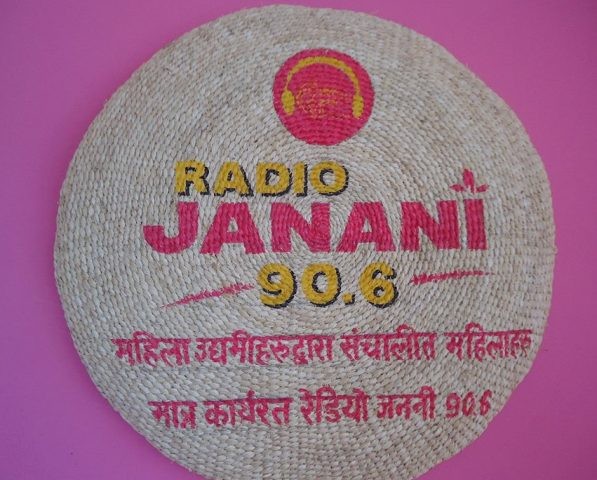 RADIO
JANANI
90.6
महिला उद्यमीहरुद्वारा संचालीत महिलाहरु
मात्र कार्यरत रेडियो जननी 90.6